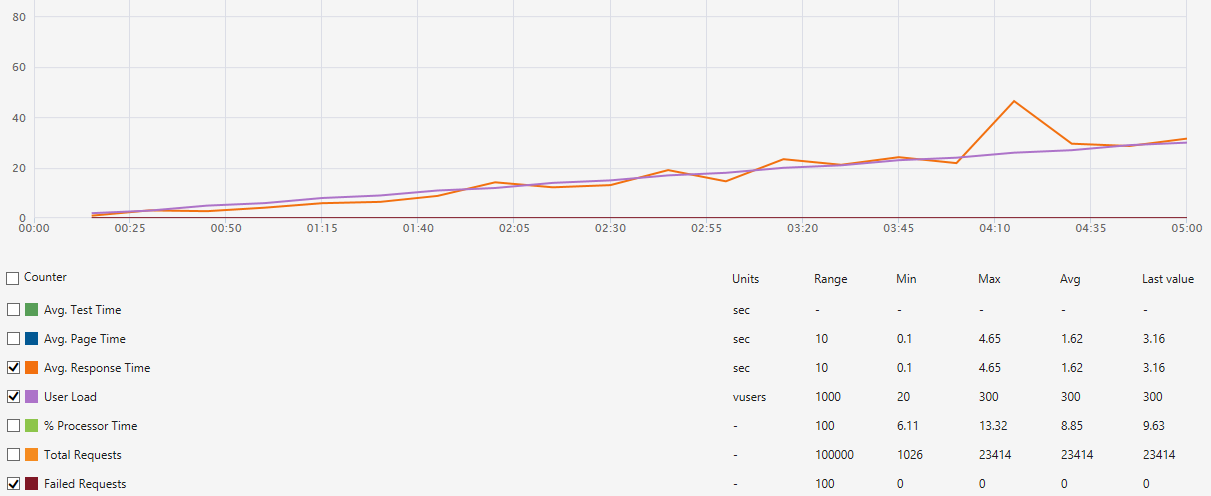 80
60
40
20
0
00:00 00:25 00:50 01:15 01:40 02:05 02:30 02:55 03:20 03:45 04:10 04:35 05:00
Counter Units Range Min Max Avg Last value
Avg. Test Time sec - - - - -
Avg. Page Time sec 10 0.1 4.65 1.62 3.16
Avg. Response Time sec 10 0.1 4.65 1.62 3.16
User Load vusers 1000 20 300 300 300
% Processor Time - 100 6.11 13.32 8.85 9.63
Total Requests - 100000 1026 23414 23414 23414
Failed Requests - 100 0 0 0 0